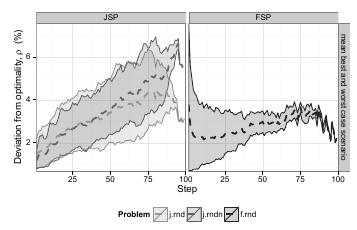 JSP FSP
Deviation from optimality, ρ (%)
6
4
2
mean best and worst case scenario
25 50 75 100 25 50 75 100
Step
Problem j.rnd j.rndn f.rnd